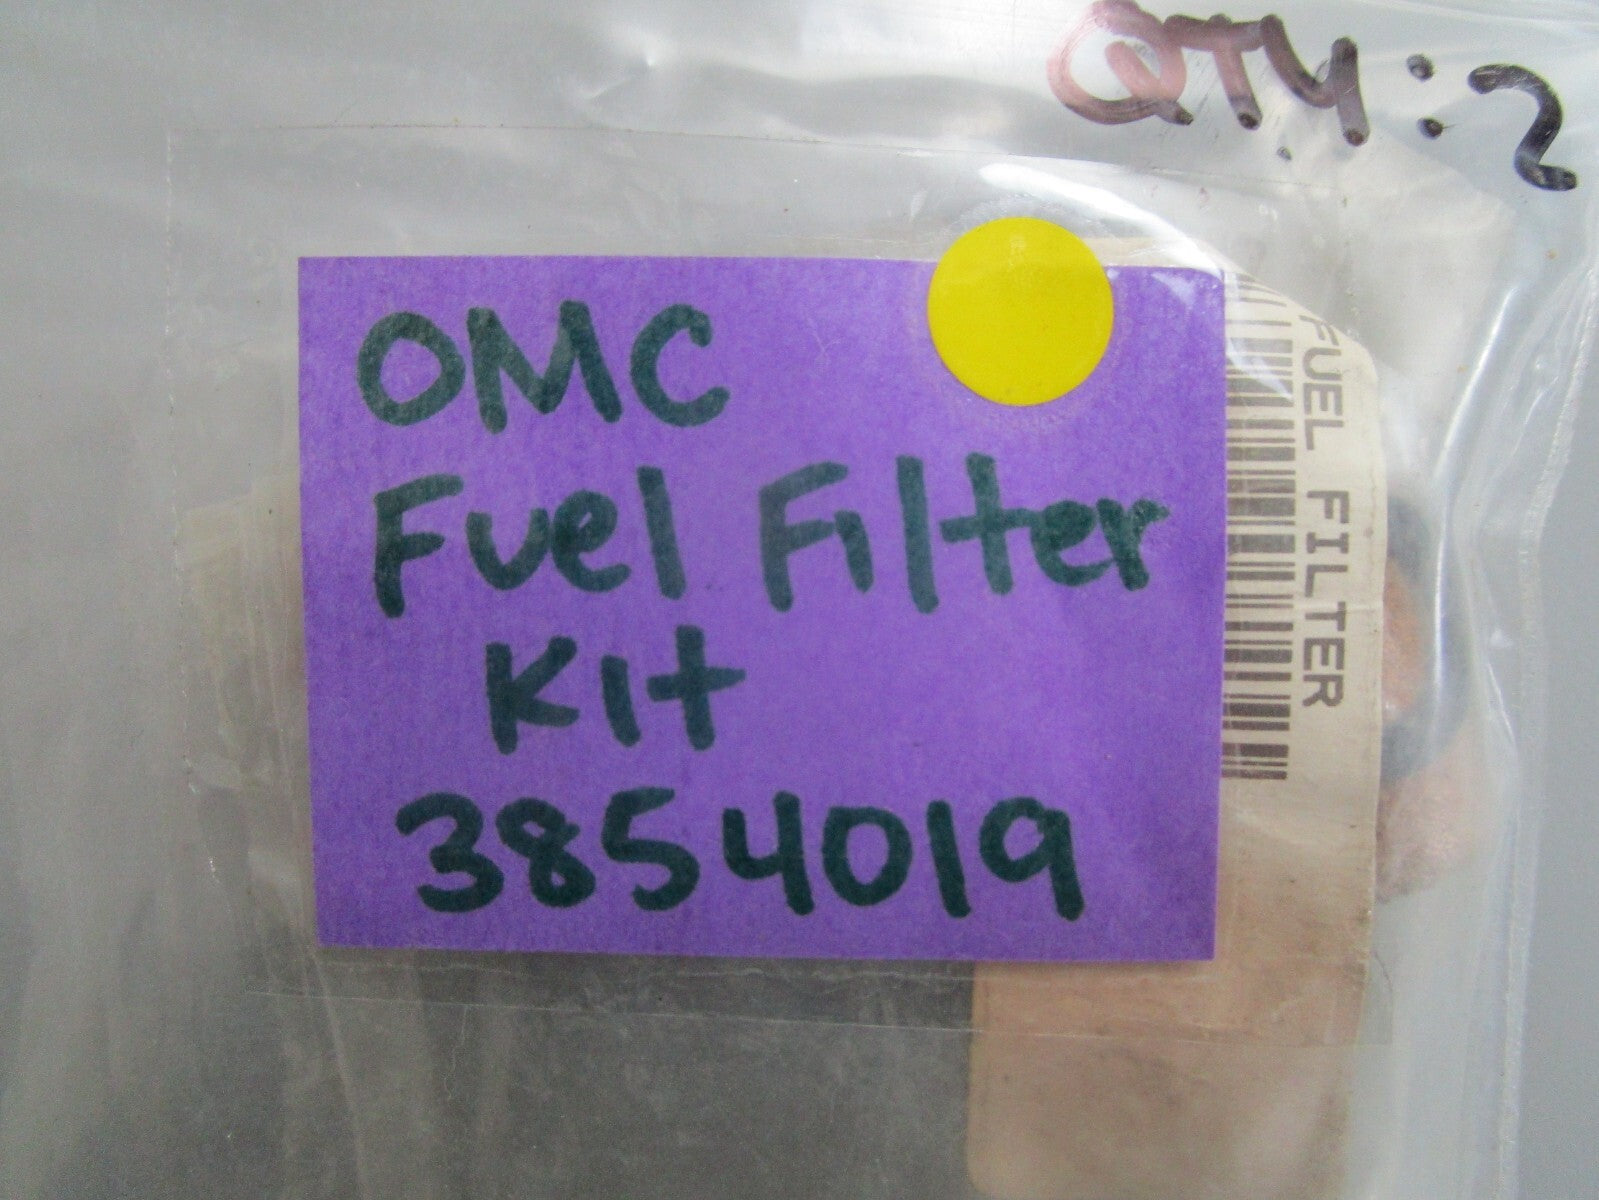 QTY:2
OMC
Fuel Filter
Kit
3854019
FUEL FILTER